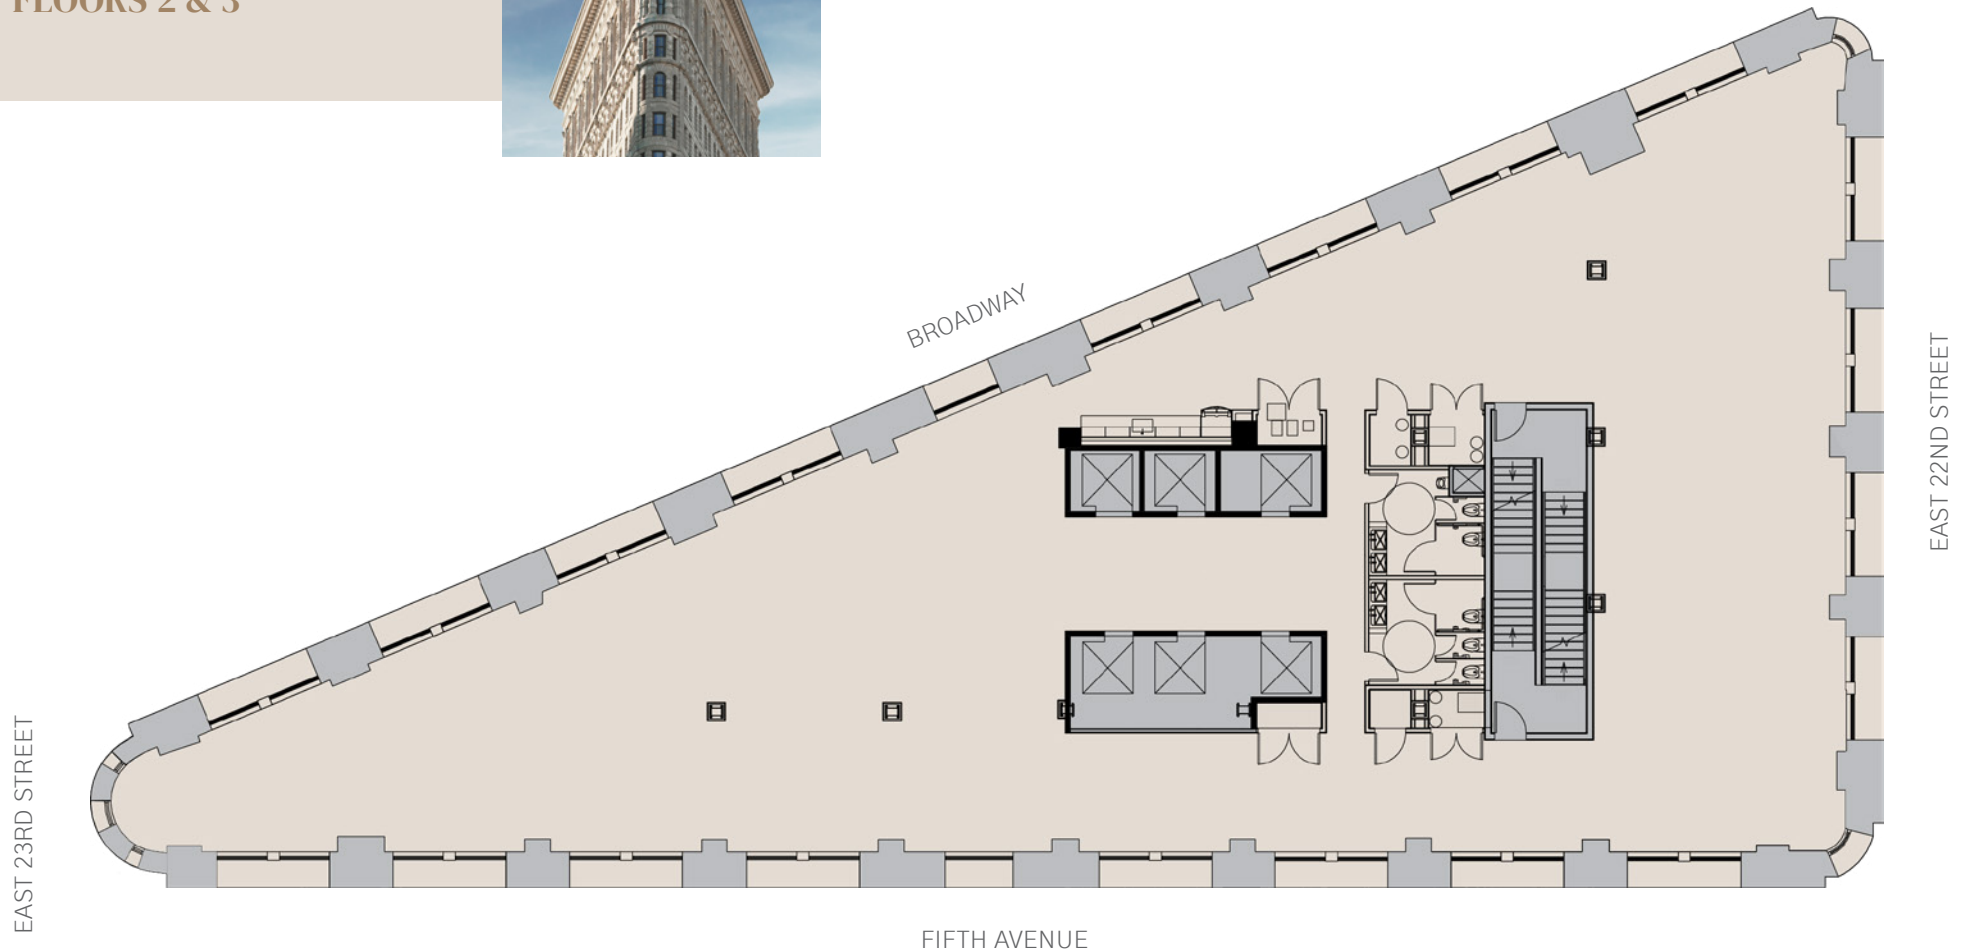 FLOORS 2 & 3
BROADWAY
EAST 22ND STREET
EAST 23RD STREET
FIFTH AVENUE